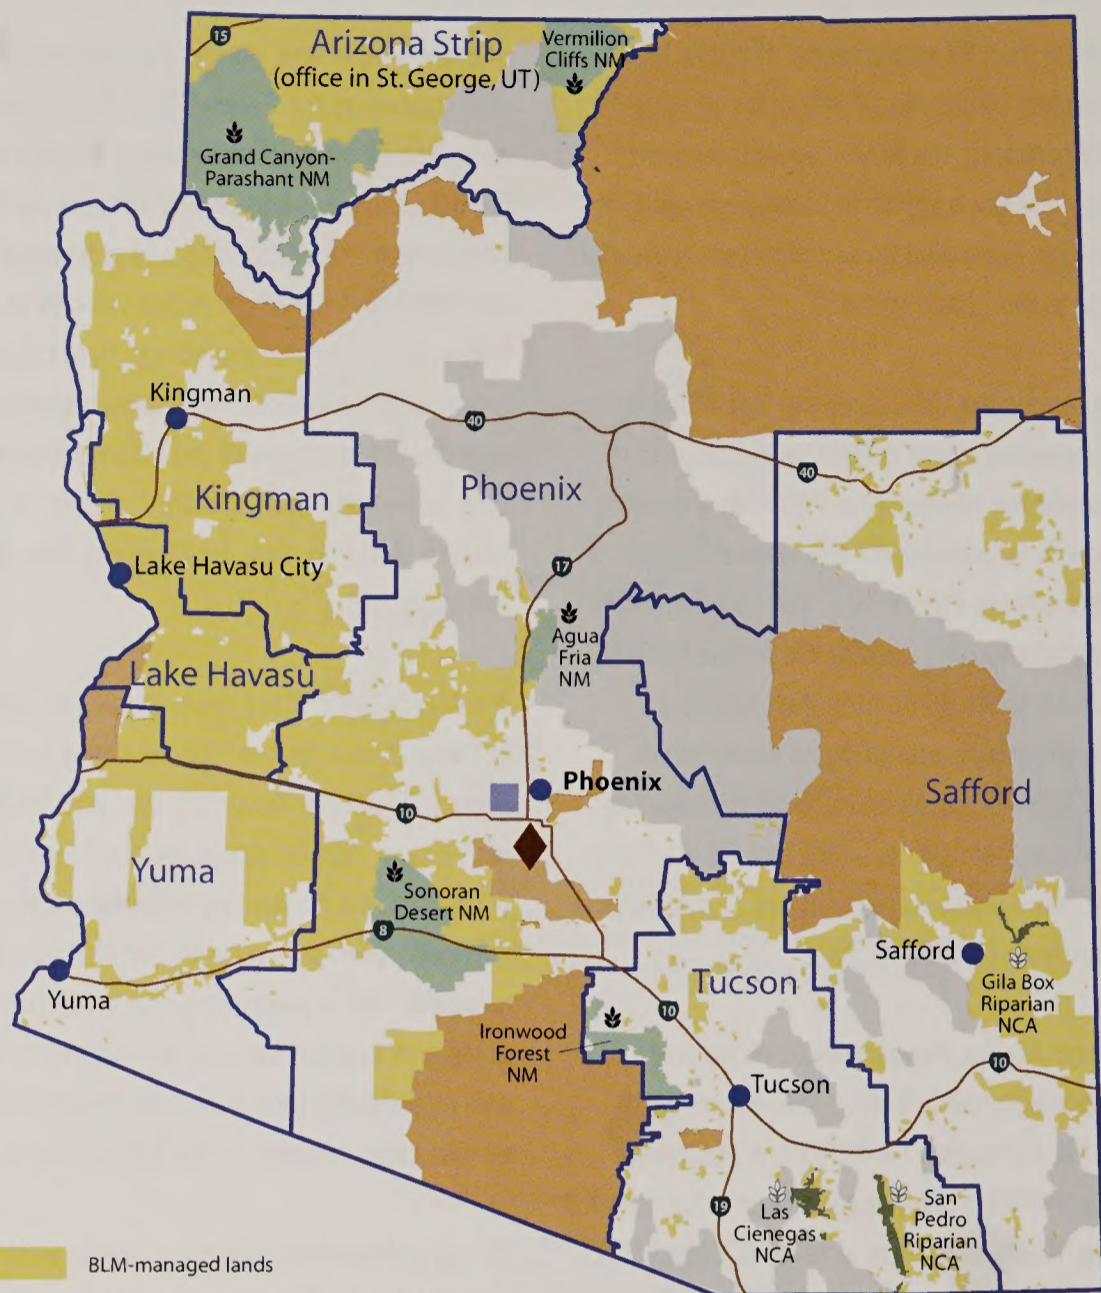 15
Arizona Strip
(office in St. George, UT)
Vermilion
Cliffs NM
Grand Canyon-
Parashant NM
Kingman
40
Kingman
Phoenix
40
Lake Havasu City
17
Agua
Fria
NM
Lake Havasu
Phoenix
Safford
10
Yuma
Sonoran
Desert NM
8
Safford
Gila Box
Riparian
NCA
Yuma
Tucson
10
Ironwood
Forest
NM
10
Tucson
19
Las
Cienegas
NCA
San
Pedro
Riparian
NCA
BLM-managed lands